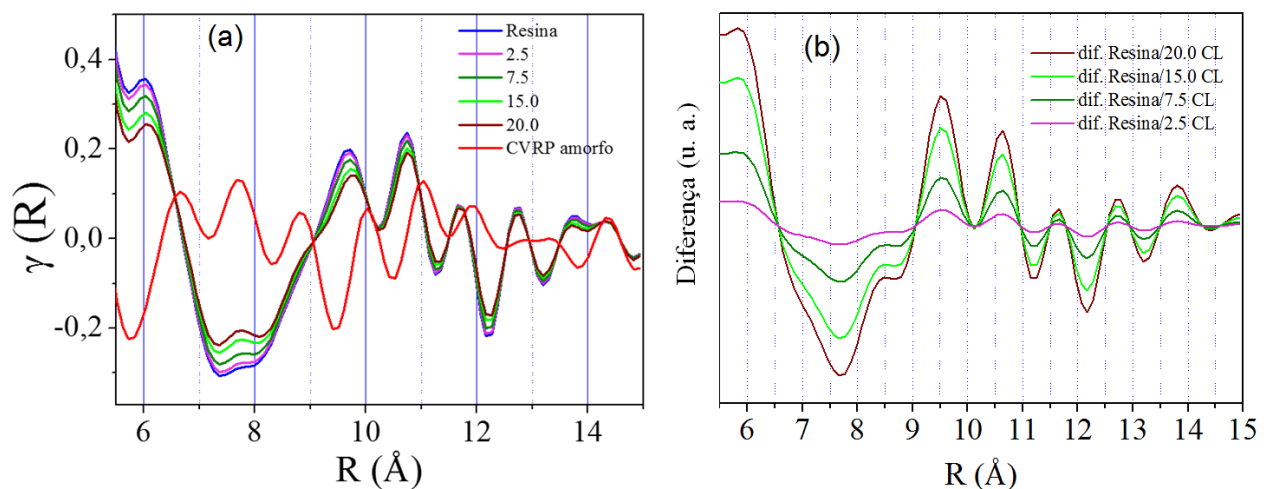 (a)
Resina
2.5
7.5
15.0
20.0
CVRP amorfo
0,4
0,2
0,0
-0,2
γ (R)
6 8 10 12 14
R (Å)
(b)
dif. Resina/20.0 CL
dif. Resina/15.0 CL
dif. Resina/7.5 CL
dif. Resina/2.5 CL
Diferença (u. a.)
6 7 8 9 10 11 12 13 14 15
R (Å)